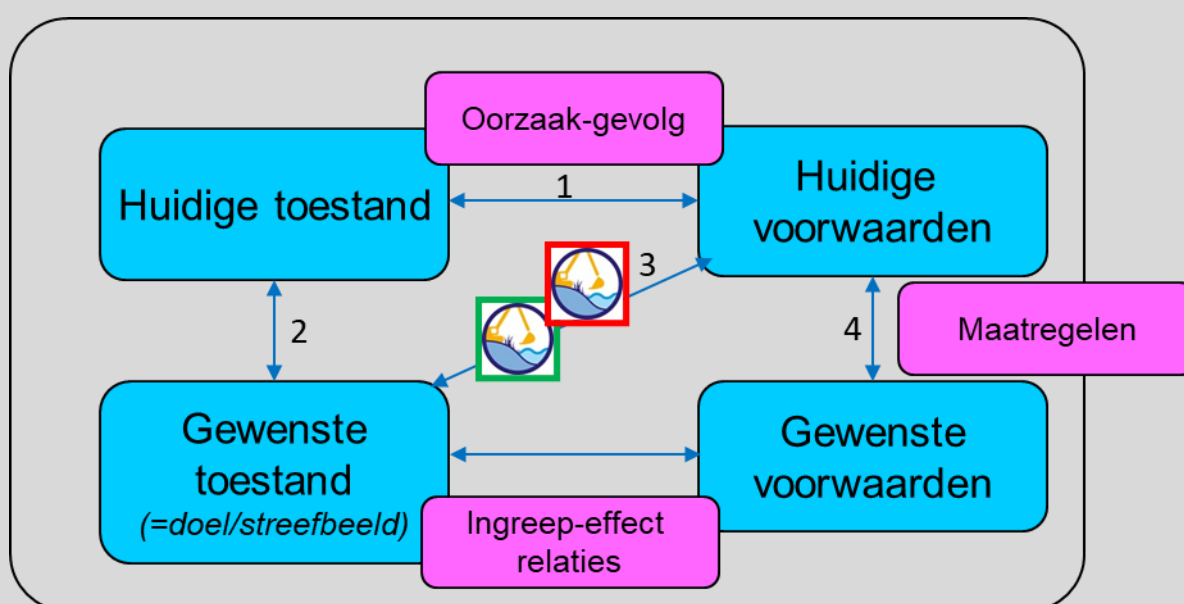 Oorzaak-gevolg
Huidige toestand
1
Huidige
voorwaarden
3
2
4
Maatregelen
Gewenste
toestand
(=doel/streefbeeld)
Gewenste
voorwaarden
Ingreep-effect
relaties